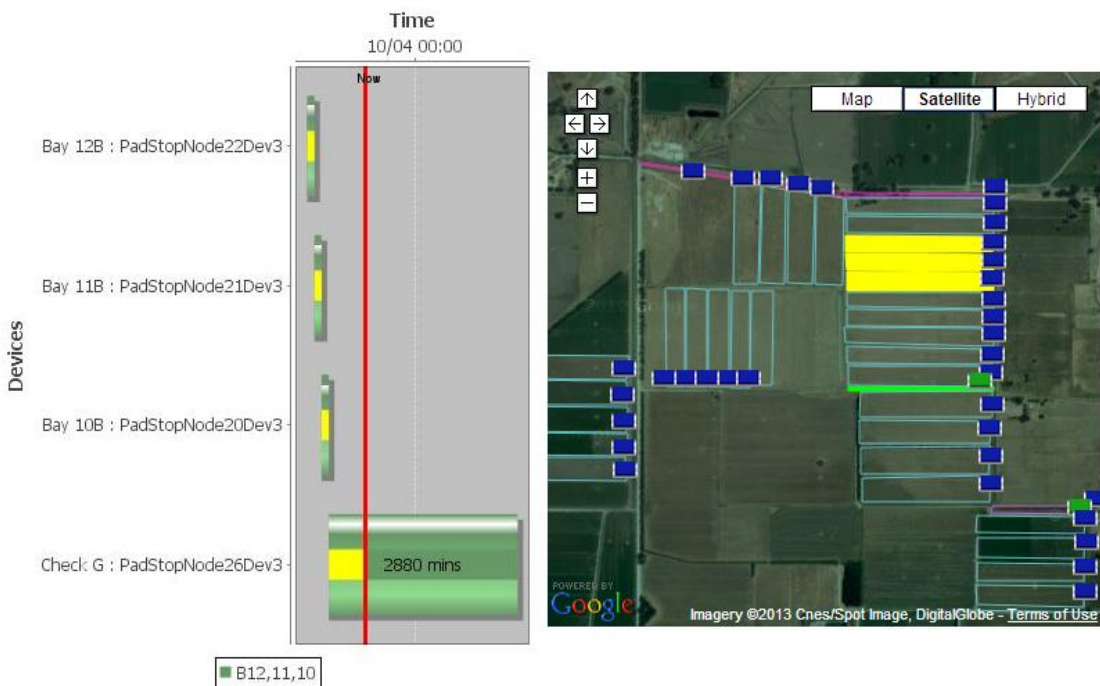 Time
10/04 00:00
Now
Bay 12B : PadStopNode22Dev3
Bay 11B : PadStopNode21Dev3
Bay 10B : PadStopNode20Dev3
Check G : PadStopNode26Dev3
2880 mins
Devices
B12,11,10
Map
Satellite
Hybrid
POWERED BY
Google
Imagery ©2013 Cnes/Spot Image, DigitalGlobe - Terms of Use